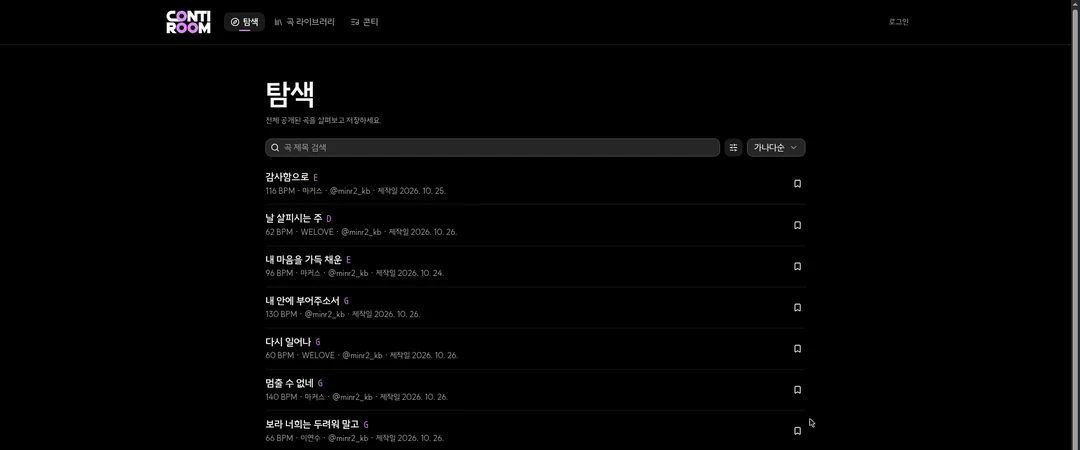 CONTI
ROOM
탐색
곡 라이브러리
콘티
로그인
탐색
전체 공개된 곡을 살펴보고 저장하세요.
곡 제목 검색
가나다순
감사함으로 E
116 BPM · 마커스 · @minr2_kb · 제작일 2026. 10. 25.
날 살피시는 주 D
62 BPM · WELOVE · @minr2_kb · 제작일 2026. 10. 26.
내 마음을 가득 채운 E
96 BPM · 마커스 · @minr2_kb · 제작일 2026. 10. 24.
내 안에 부어주소서 G
130 BPM · @minr2_kb · 제작일 2026. 10. 26.
다시 일어나 G
60 BPM · WELOVE · @minr2_kb · 제작일 2026. 10. 26.
멈출 수 없네 G
140 BPM · 마커스 · @minr2_kb · 제작일 2026. 10. 26.
보라 너희는 두려워 말고 G
66 BPM · 이연수 · @minr2_kb · 제작일 2026. 10. 26.